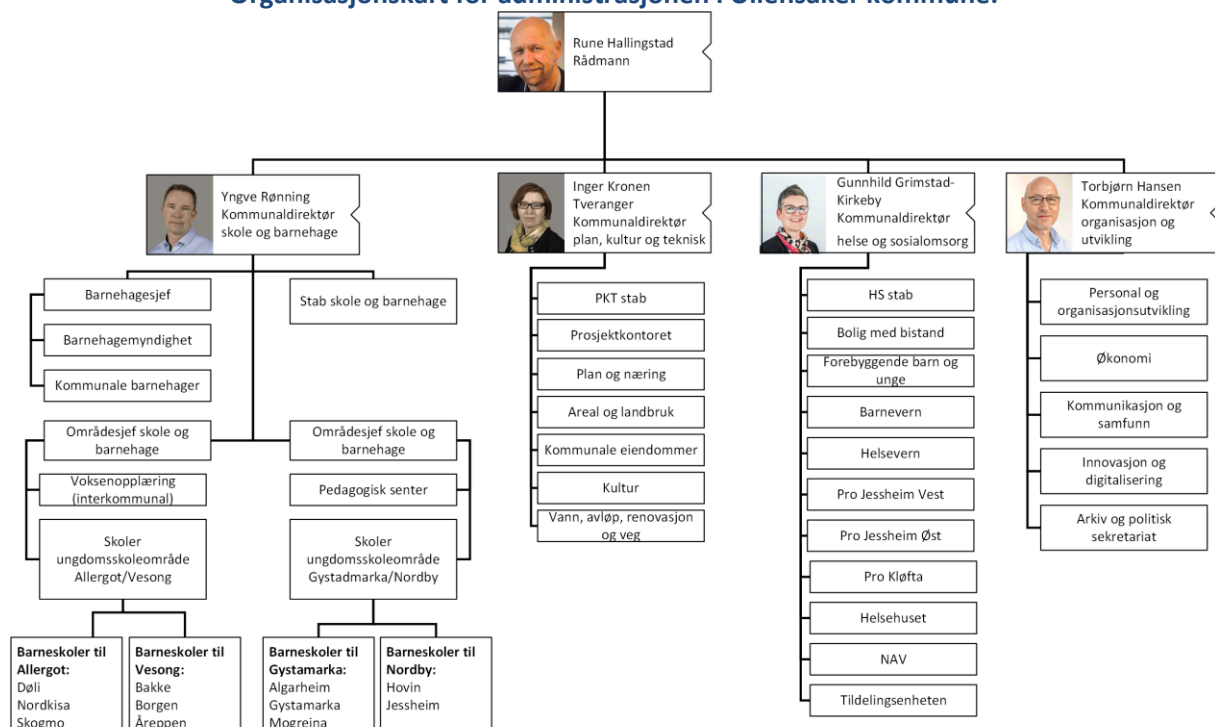 Organisasjonskart for administrasjonen i Ullensaker kommune:
Rune Hallingstad
Rådmann
Yngve Rønning
Kommunaldirektør
skole og barnehage
Inger Kronen
Tveranger
Kommunaldirektør
plan, kultur og teknisk
Gunnhild Grimstad-
Kirkeby
Kommunaldirektør
helse og sosialomsorg
Torbjørn Hansen
Kommunaldirektør
organisasjon og
utvikling
Barnehagesjef
Barnehagemyndighet
Kommunale barnehager
Stab skole og barnehage
Områdesjef skole og
barnehage
Voksenopplæring
(interkommunal)
Skoler
ungdomsskoleområde
Allergot/Vesong
Områdesjef skole og
barnehage
Pedagogisk senter
Skoler
ungdomsskoleområde
Gystadmarka/Nordby
Barneskoler til
Allergot:
Døli
Nordkisa
Skogmo
Barneskoler til
Vesong:
Bakke
Borgen
Åreppen
Barneskoler til
Gystamarka:
Algarheim
Gystamarka
Mogreina
Barneskoler til
Nordby:
Hovin
Jessheim
PKT stab
Prosjektkontoret
Plan og næring
Areal og landbruk
Kommunale eiendommer
Kultur
Vann, avløp, renovasjon
og veg
HS stab
Bolig med bistand
Forebyggende barn og
unge
Barnevern
Helsevern
Pro Jessheim Vest
Pro Jessheim Øst
Pro Kløfta
Helsehuset
NAV
Tildelingsenheten
Personal og
organisasjonsutvikling
Økonomi
Kommunikasjon og
samfunn
Innovasjon og
digitalisering
Arkiv og politisk
sekretariat